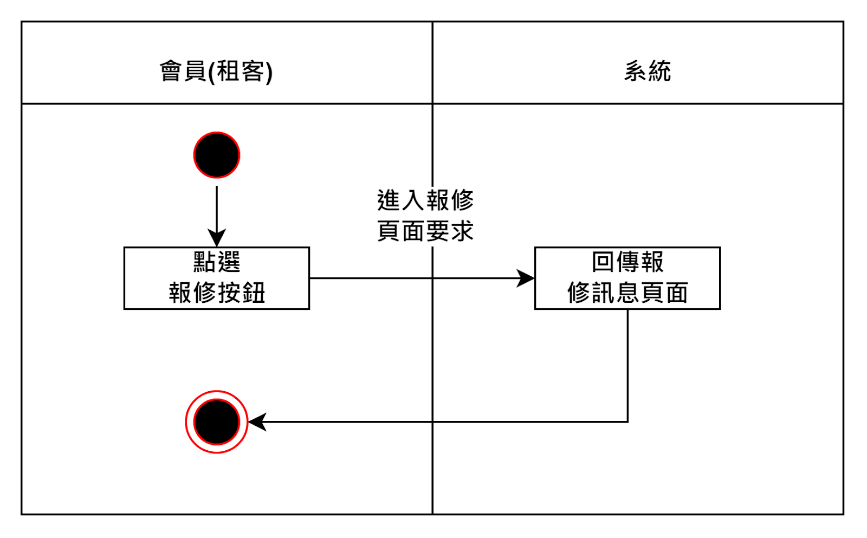 會員(租客)
系統
進入報修
頁面要求
點選
報修按鈕
回傳報
修訊息頁面